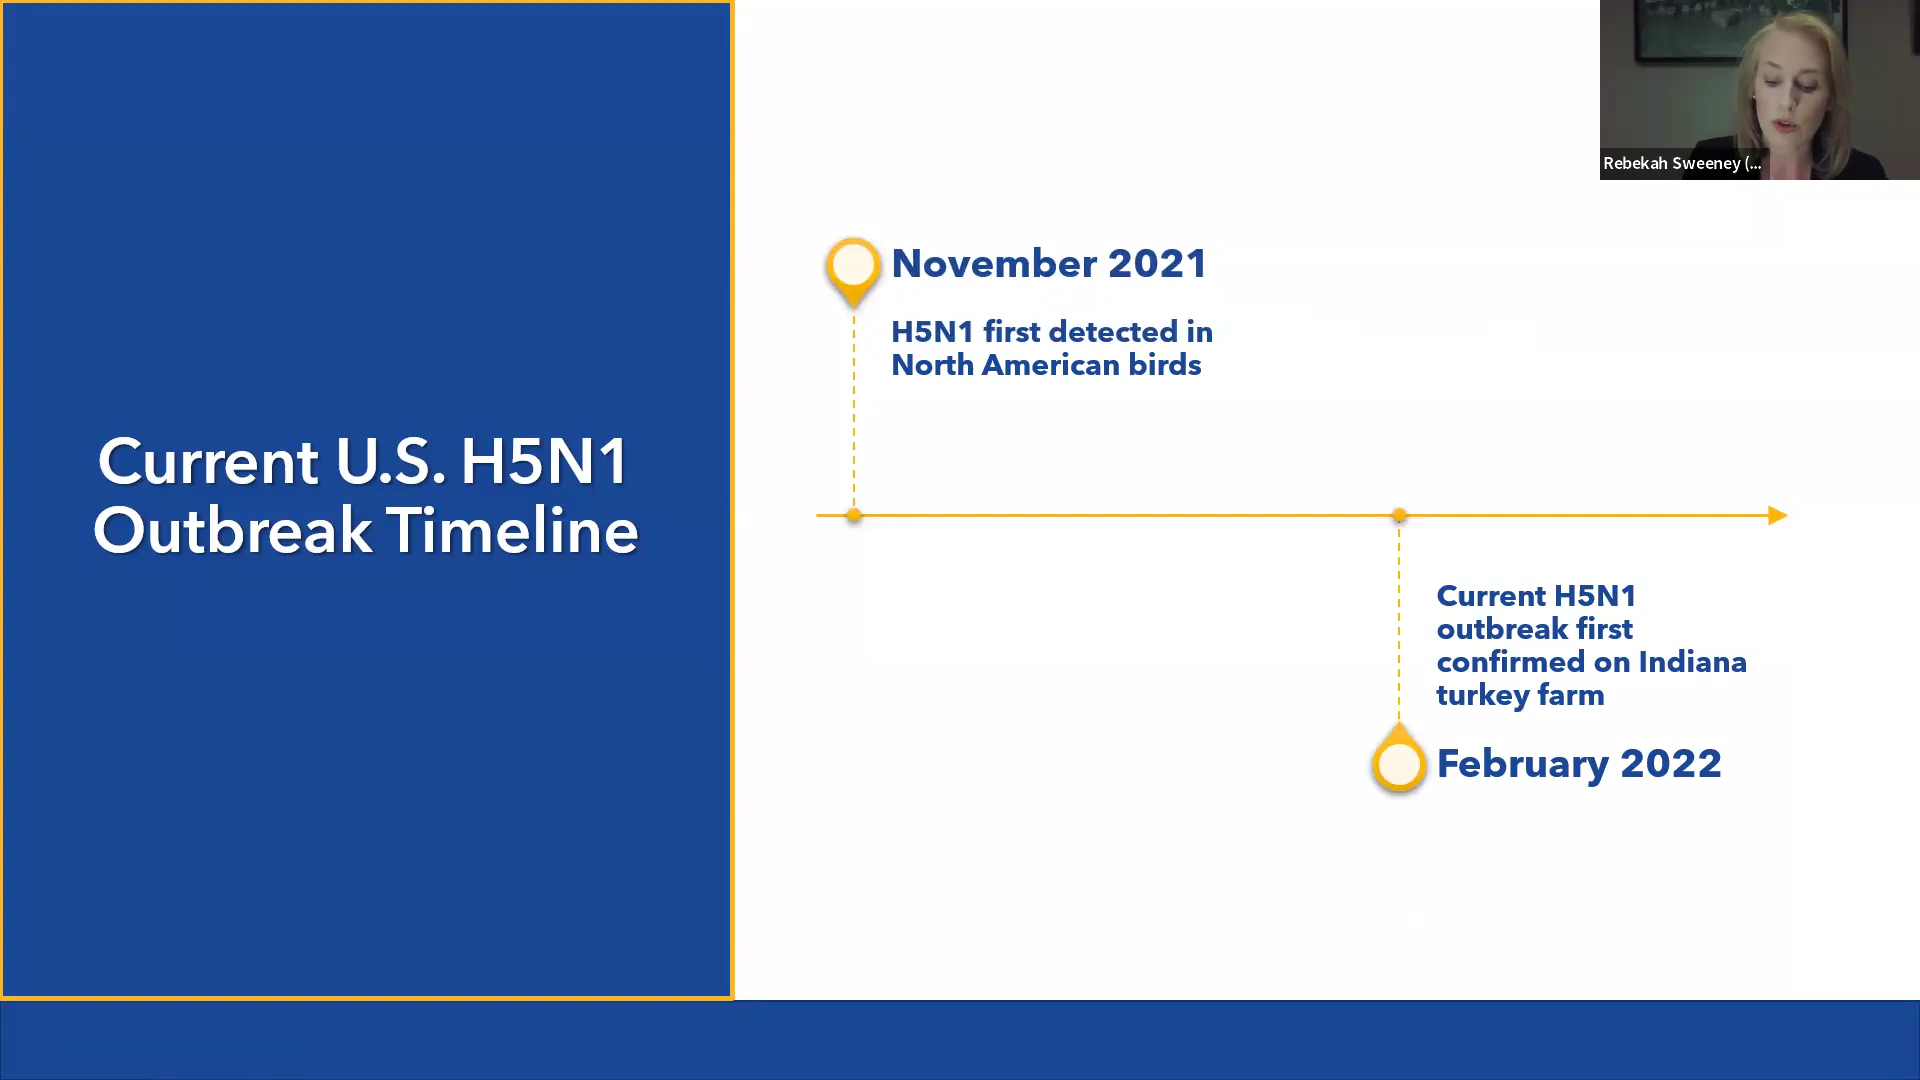 Current U.S. H5N1
Outbreak Timeline
November 2021
H5N1 first detected in
North American birds
Current H5N1
outbreak first
confirmed on Indiana
turkey farm
February 2022
Rebekah Sweeney (...